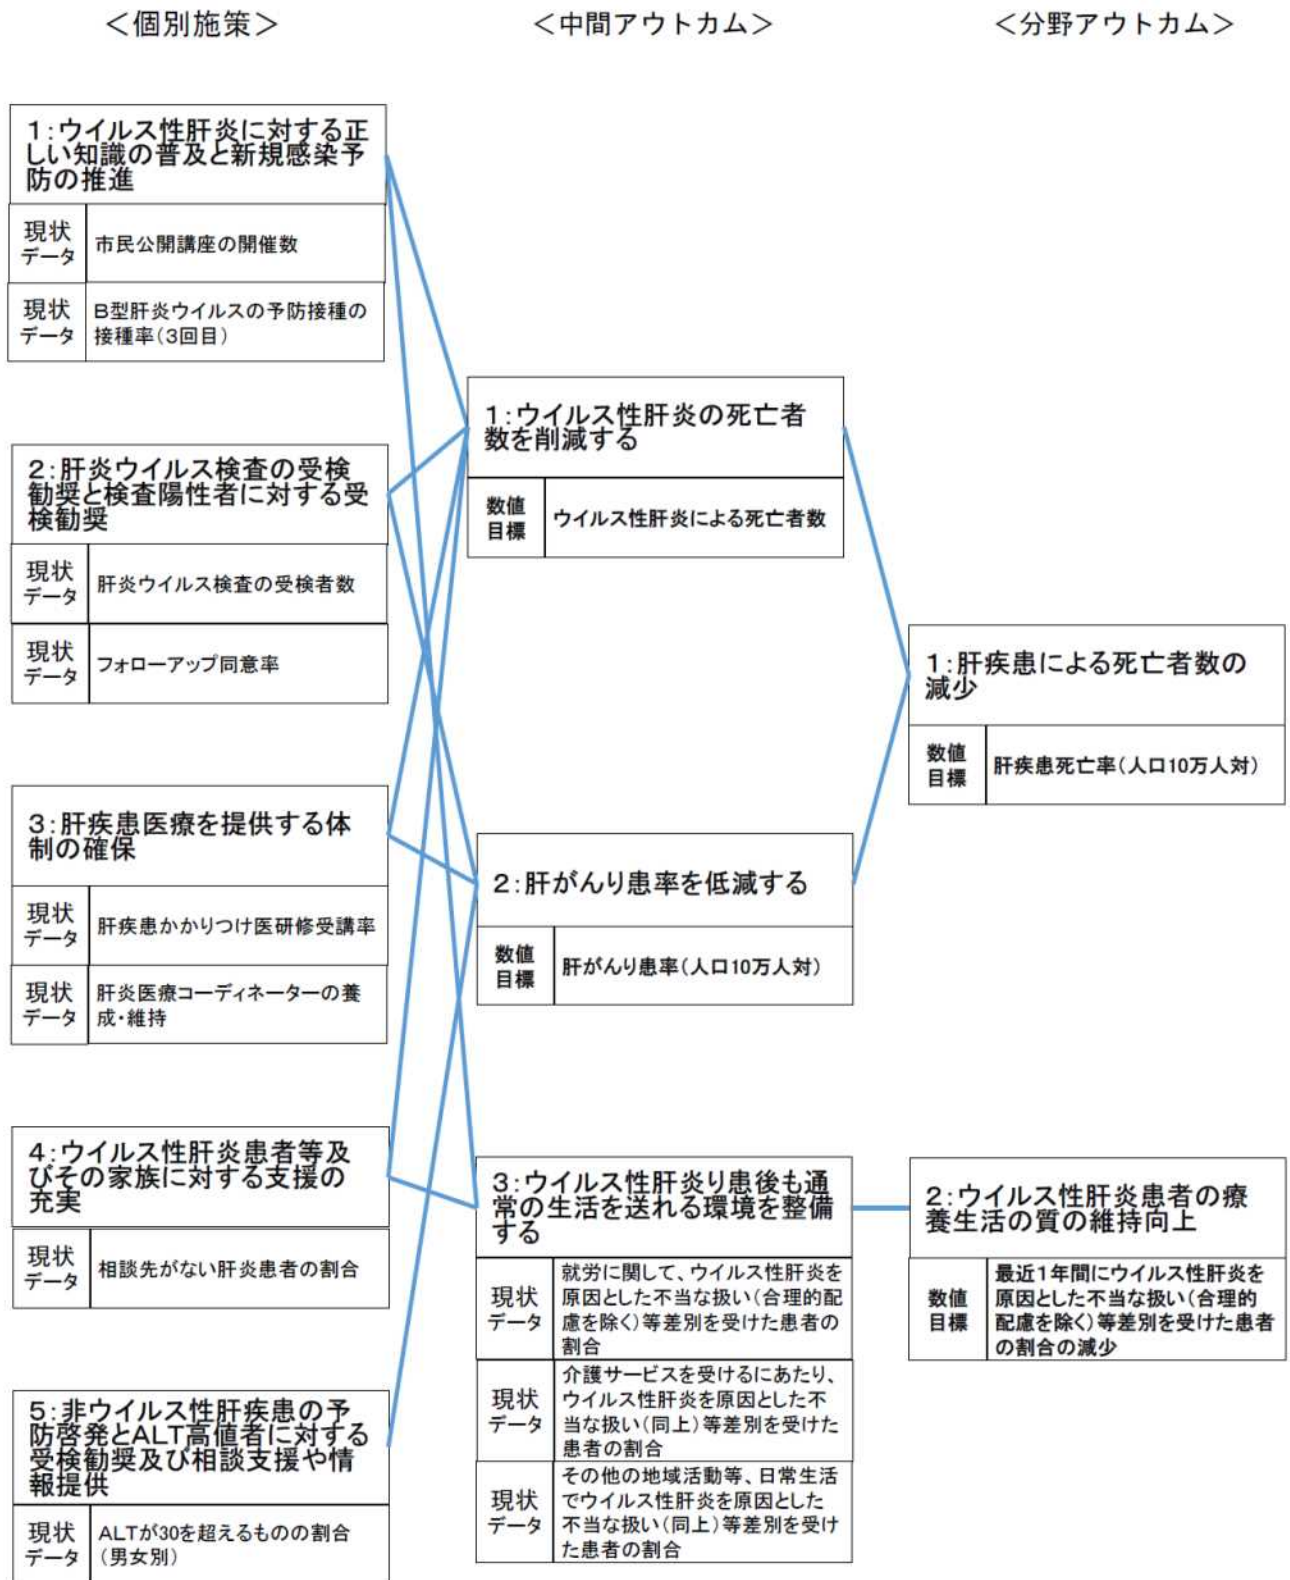 ＜個別施策＞
＜中間アウトカム＞
＜分野アウトカム＞
1：ウイルス性肝炎に対する正
しい知識の普及と新規感染予
防の推進
現状
データ
市民公開講座の開催数
現状
データ
B型肝炎ウイルスの予防接種の
接種率（3回目）
2：肝炎ウイルス検査の受検
勧奨と検査陽性者に対する受
検勧奨
現状
データ
肝炎ウイルス検査の受検者数
現状
データ
フォローアップ同意率
3：肝疾患医療を提供する体
制の確保
現状
データ
肝疾患かかりつけ医研修受講率
現状
データ
肝炎医療コーディネーターの養
成・維持
4：ウイルス性肝炎患者等及
びその家族に対する支援の
充実
現状
データ
相談先がない肝炎患者の割合
5：非ウイルス性肝疾患の予
防啓発とALT高値者に対する
受検勧奨及び相談支援や情
報提供
現状
データ
ALTが30を超えるものの割合
（男女別）
1：ウイルス性肝炎の死亡者
数を削減する
数値
目標
ウイルス性肝炎による死亡者数
2：肝がんり患率を低減する
数値
目標
肝がんり患率（人口10万人対）
3：ウイルス性肝炎り患後も通
常の生活を送れる環境を整備
する
現状
データ
就労に関して、ウイルス性肝炎を
原因とした不当な扱い（合理的配
慮を除く）等差別を受けた患者の
割合
現状
データ
介護サービスを受けるにあたり、
ウイルス性肝炎を原因とした不
当な扱い（同上）等差別を受けた
患者の割合
現状
データ
その他の地域活動等、日常生活
でウイルス性肝炎を原因とした
不当な扱い（同上）等差別を受け
た患者の割合
1：肝疾患による死亡者数の
減少
数値
目標
肝疾患死亡率（人口10万人対）
2：ウイルス性肝炎患者の療
養生活の質の維持向上
数値
目標
最近1年間にウイルス性肝炎を
原因とした不当な扱い（合理的
配慮を除く）等差別を受けた患者
の割合の減少